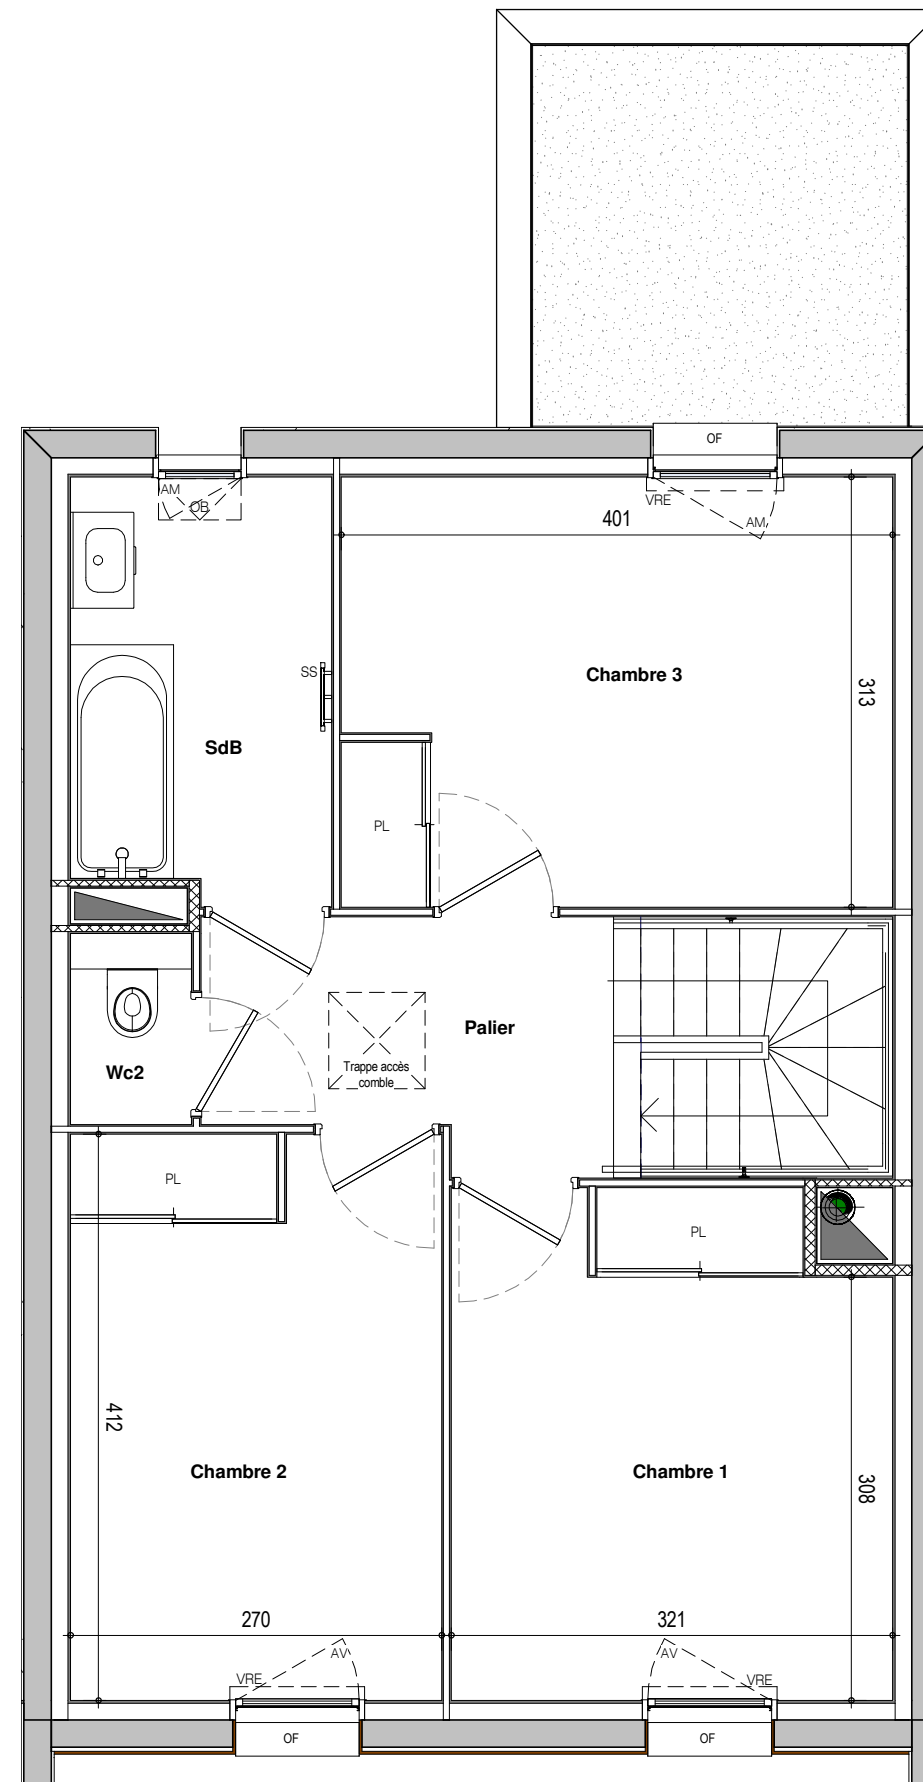 OF
AM
OB
VRE
AM
401
Chambre 3
313
SS
SdB
PL
Palier
Trappe accès
comble
Wc2
PL
PL
412
Chambre 2
Chambre 1
308
270
321
AV
AV
VRE
VRE
OF
OF